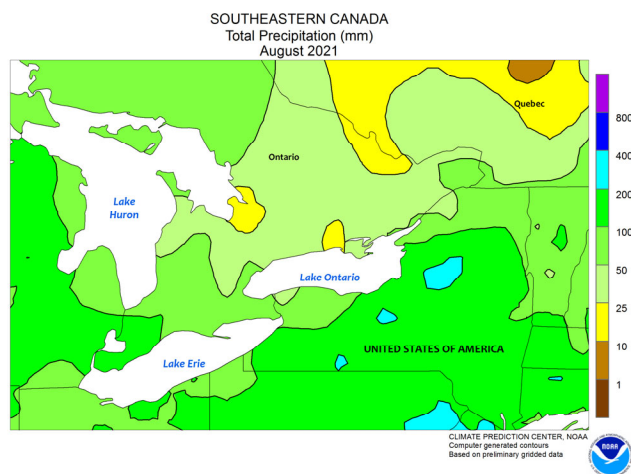 SOUTHEASTERN CANADA
Total Precipitation (mm)
August 2021
Quebec
Ontario
Lake
Huron
Lake Ontario
Lake Erie
UNITED STATES OF AMERICA
800
400
200
100
50
25
10
1
CLIMATE PREDICTION CENTER, NOAA
Computer generated contours
Based on preliminary gridded data
NOAA